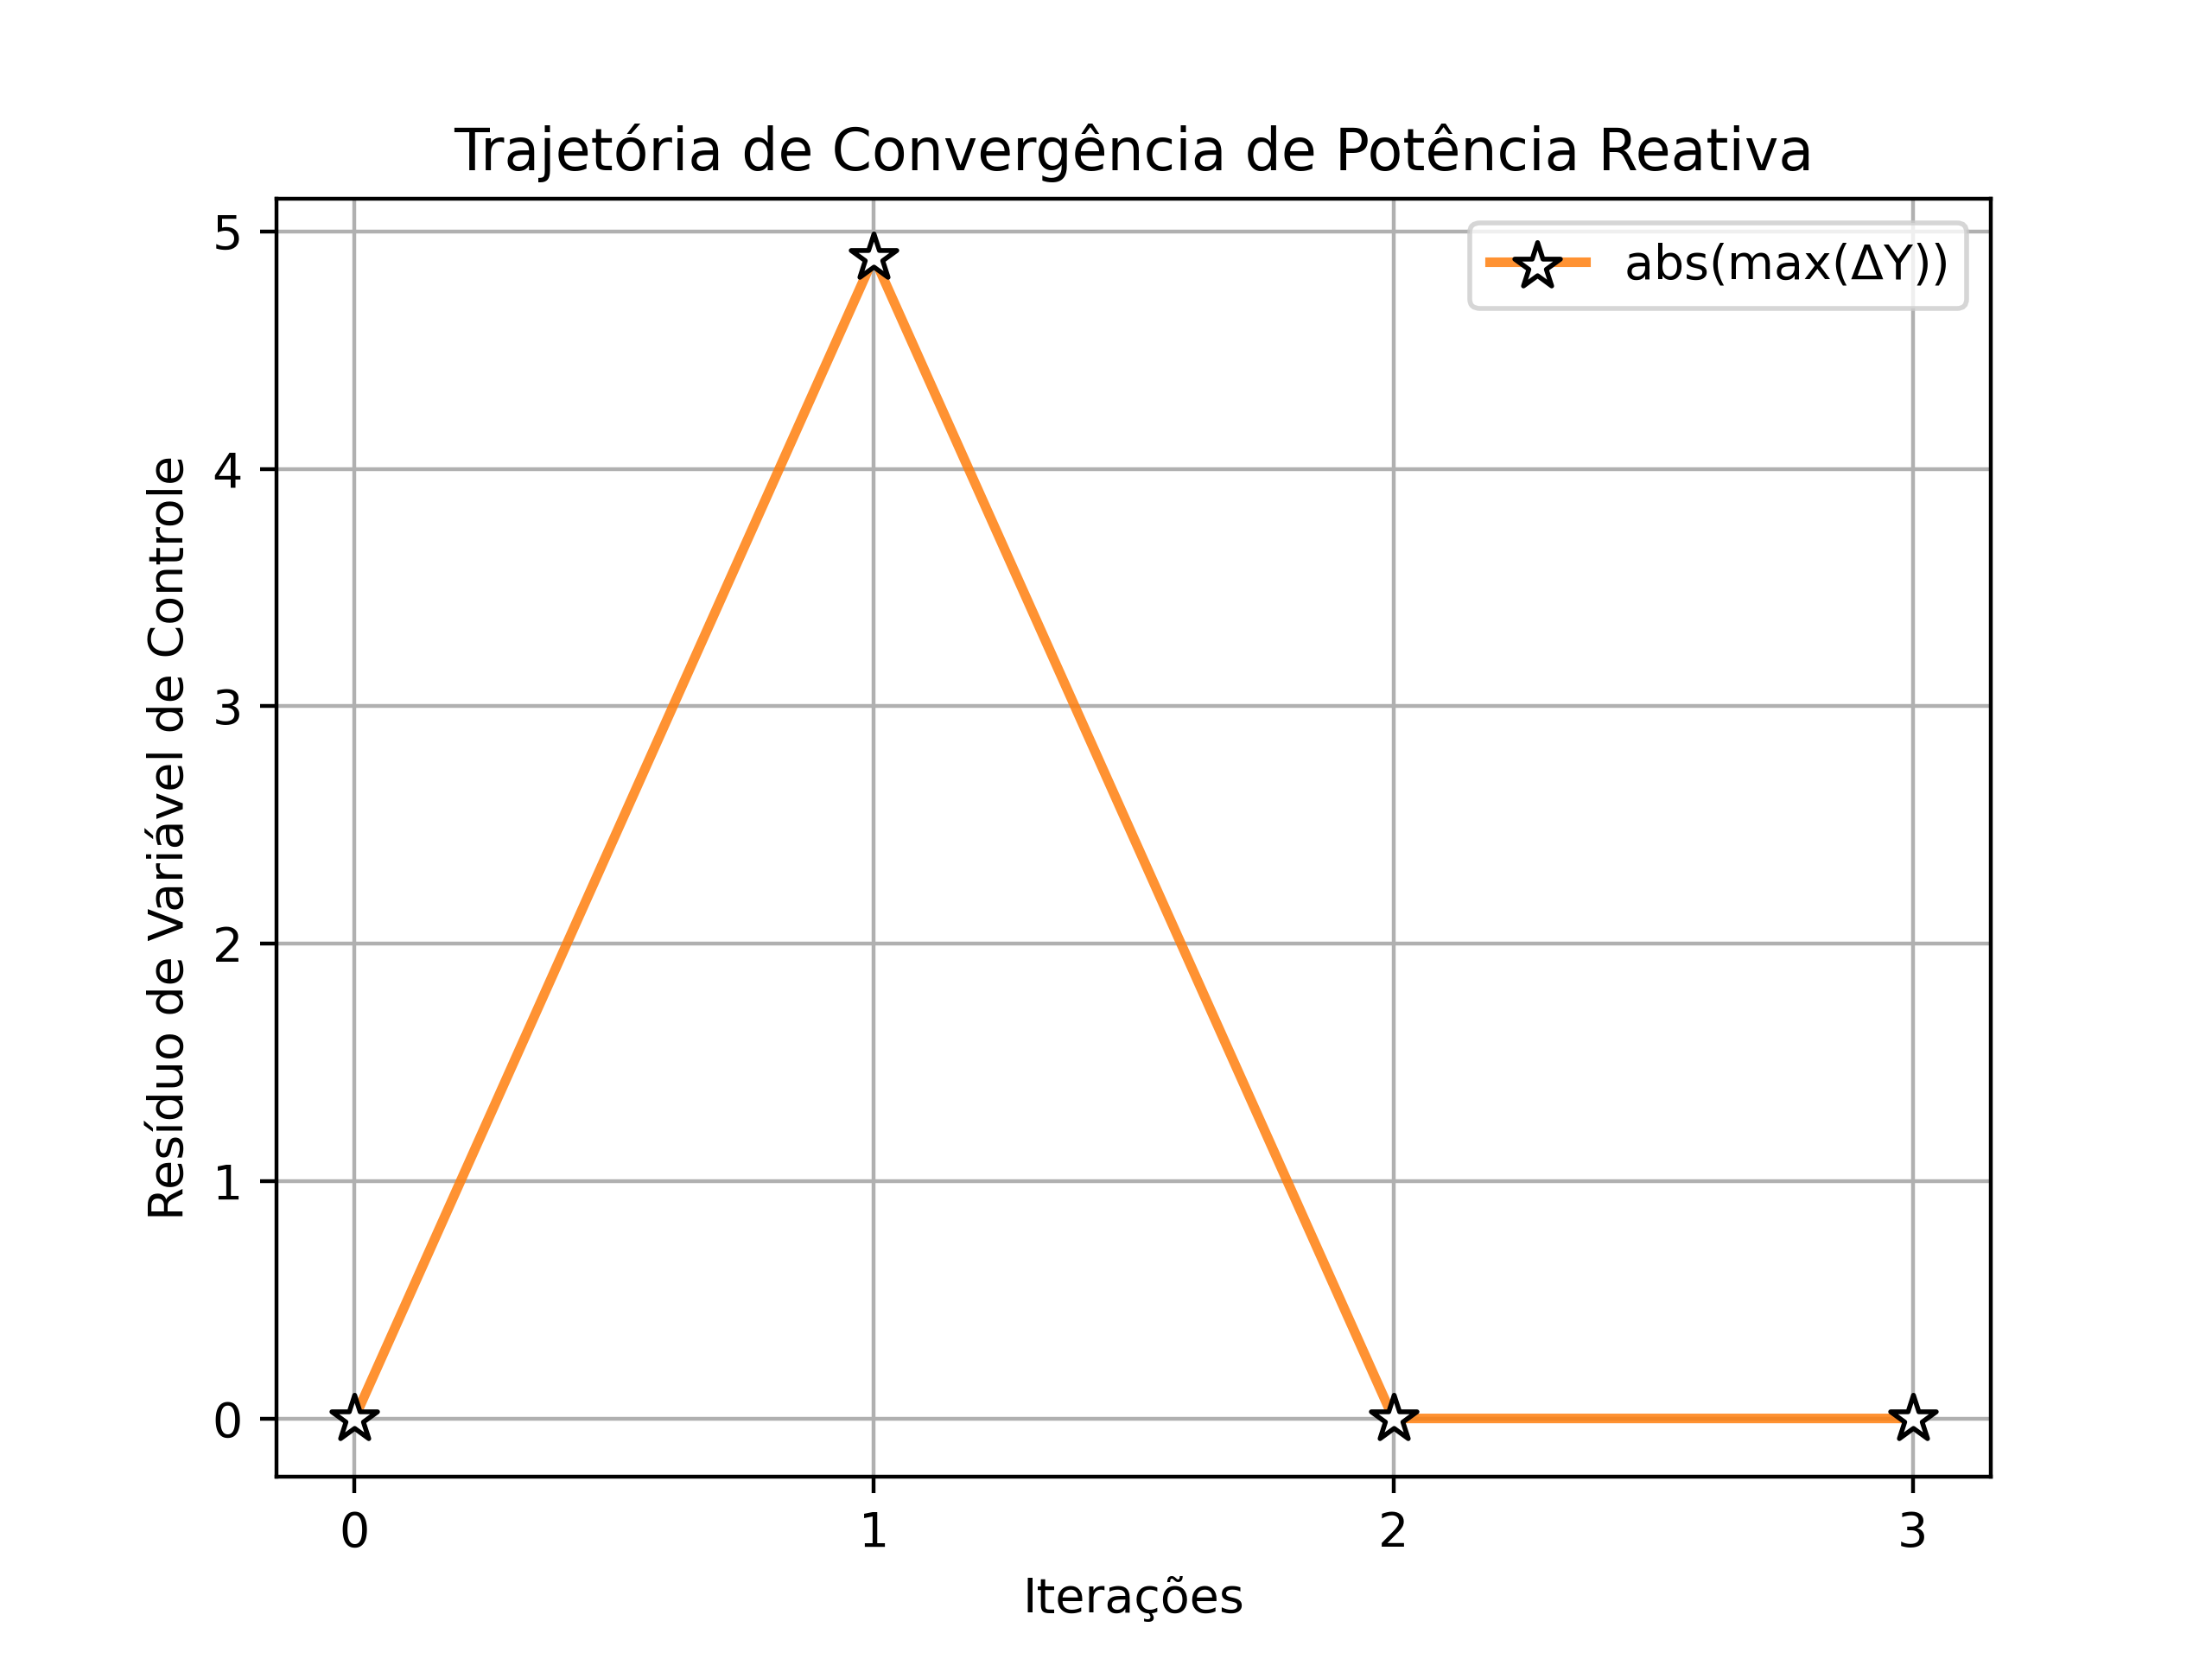 Trajetória de Convergência de Potência Reativa
abs(max(ΔY))
Resíduo de Variável de Controle
5
4
3
2
1
0
0 1 2 3
Iterações